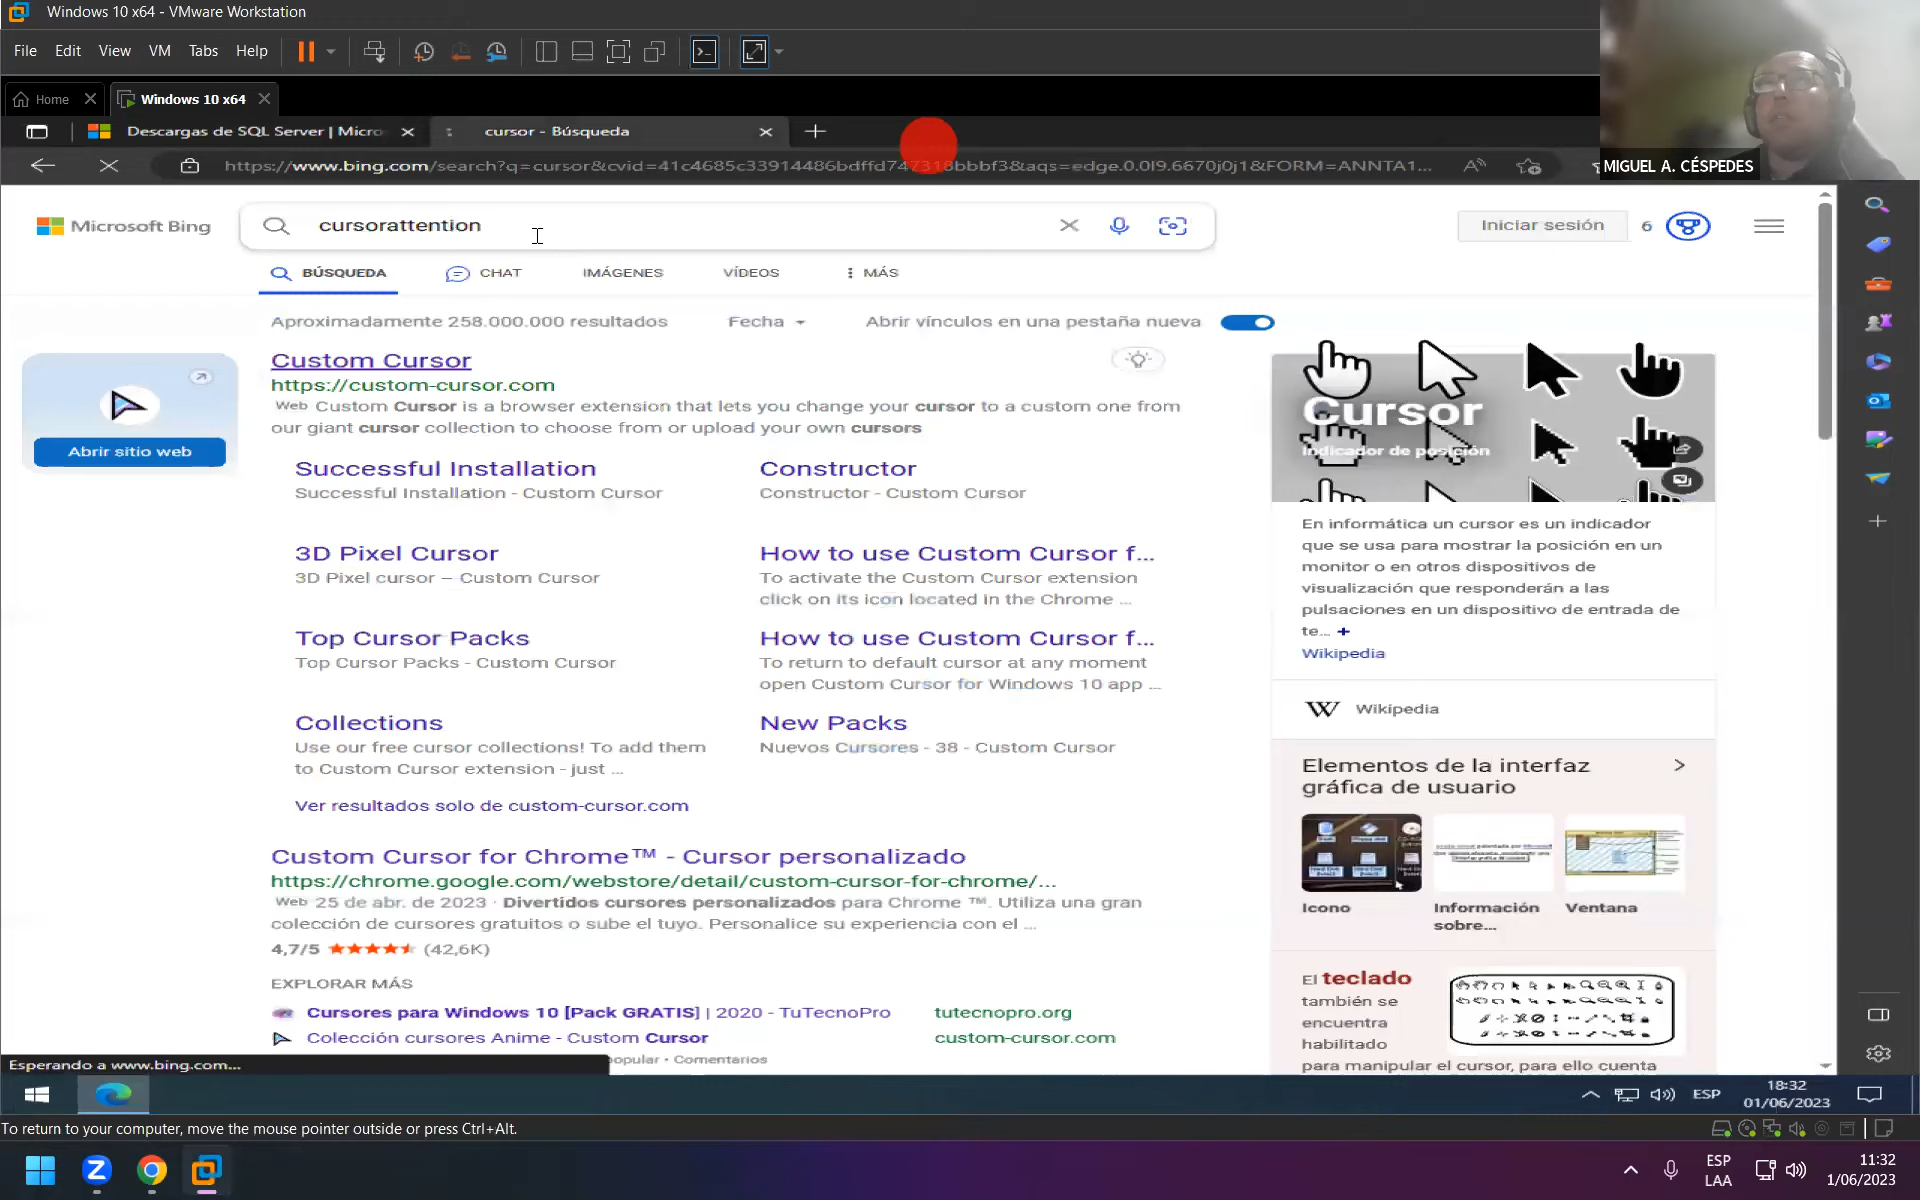 Windows 10 x64 - VMware Workstation
File Edit View VM Tabs Help
Home Windows 10 x64
MIGUEL A. CÉSPEDES
Descargas de SQL Server | Micro
cursor - Búsqueda
https://www.bing.com/search?q=cursor&cvid=41c4685c33914486bdffd747318bbbf3&aqs=edge.0.0l9.6670j0j1&FORM=ANNTA1...
Microsoft Bing
cursorattention
Iniciar sesión 6
BÚSQUEDA CHAT IMÁGENES VÍDEOS MÁS
Aproximadamente 258.000.000 resultados Fecha Abrir vínculos en una pestaña nueva
Abrir sitio web
Custom Cursor
https://custom-cursor.com
Web Custom Cursor is a browser extension that lets you change your cursor to a custom one from
our giant cursor collection to choose from or upload your own cursors
Successful Installation
Successful Installation - Custom Cursor
Constructor
Constructor - Custom Cursor
3D Pixel Cursor
3D Pixel cursor – Custom Cursor
How to use Custom Cursor f...
To activate the Custom Cursor extension
click on its icon located in the Chrome ...
Top Cursor Packs
Top Cursor Packs - Custom Cursor
How to use Custom Cursor f...
To return to default cursor at any moment
open Custom Cursor for Windows 10 app ...
Collections
Use our free cursor collections! To add them
to Custom Cursor extension - just ...
New Packs
Nuevos Cursores - 38 - Custom Cursor
Ver resultados solo de custom-cursor.com
Custom Cursor for Chrome™ - Cursor personalizado
https://chrome.google.com/webstore/detail/custom-cursor-for-chrome/...
Web 25 de abr. de 2023 · Divertidos cursores personalizados para Chrome ™. Utiliza una gran
colección de cursores gratuitos o sube el tuyo. Personalice su experiencia con el ...
4,7/5 (42,6K)
EXPLORAR MÁS
Cursores para Windows 10 [Pack GRATIS] | 2020 - TuTecnoPro tutecnopro.org
Colección cursores Anime - Custom Cursor custom-cursor.com
popular • Comentarios
Cursor
Indicador de posición
En informática un cursor es un indicador
que se usa para mostrar la posición en un
monitor o en otros dispositivos de
visualización que responderán a las
pulsaciones en un dispositivo de entrada de
te... +
Wikipedia
W Wikipedia
Elementos de la interfaz
gráfica de usuario
Icono
Información
sobre...
Ventana
El teclado
también se
encuentra
habilitado
para manipular el cursor, para ello cuenta
Esperando a www.bing.com...
ESP
18:32
01/06/2023
To return to your computer, move the mouse pointer outside or press Ctrl+Alt.
ESP
LAA
11:32
1/06/2023